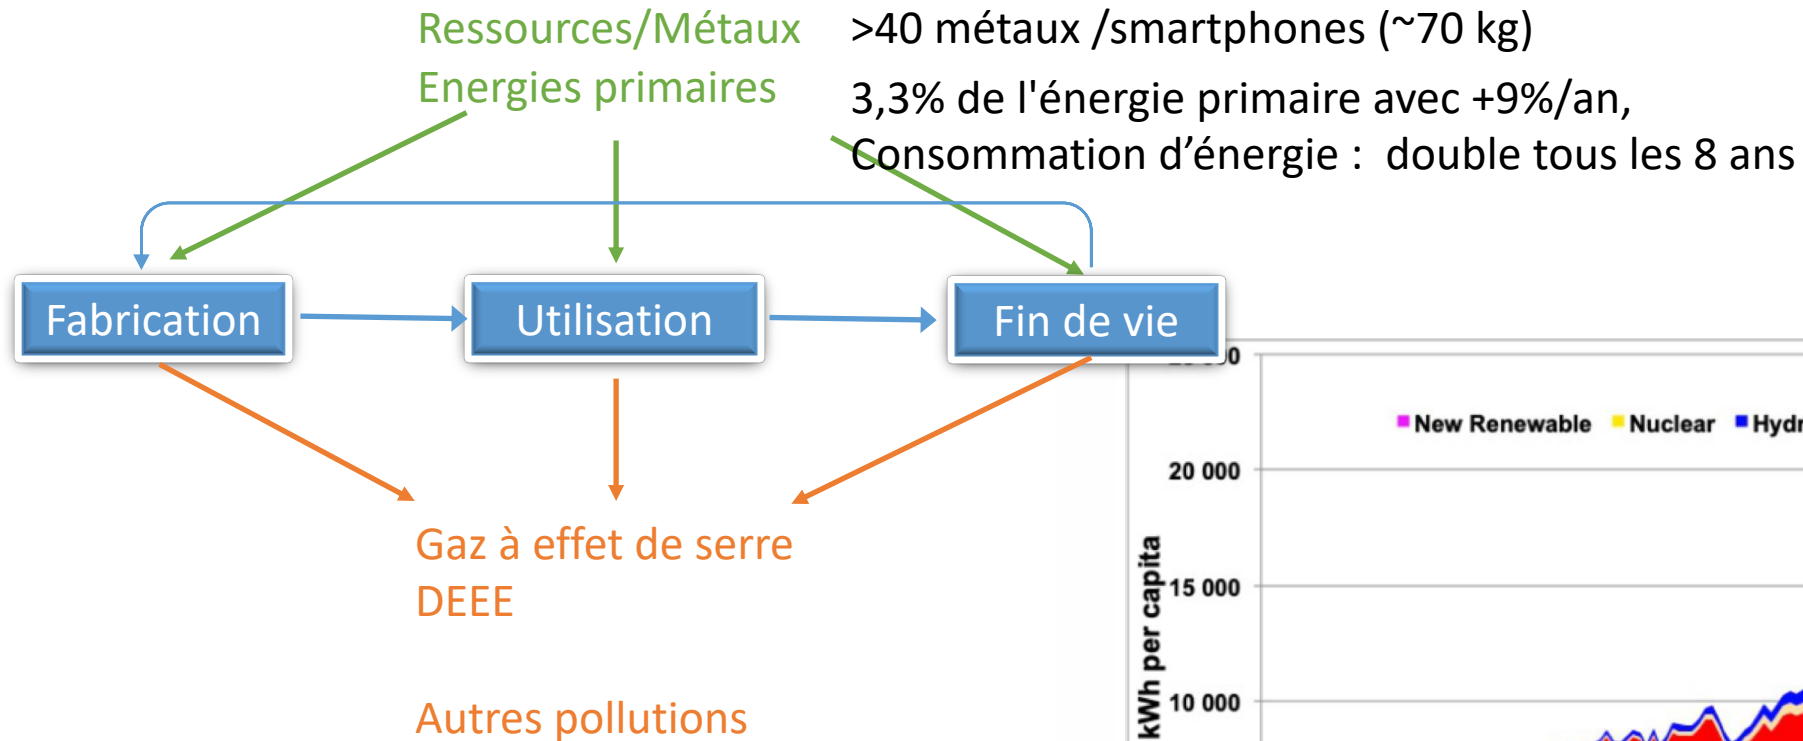 Ressources/Métaux
Energies primaires
>40 métaux /smartphones (~70 kg)
3,3% de l'énergie primaire avec +9%/an,
Consommation d’énergie : double tous les 8 ans
Fabrication
Utilisation
Fin de vie
Gaz à effet de serre
DEEE
Autres pollutions
New Renewable Nuclear
20 000
15 000
10 000
kWh per capita